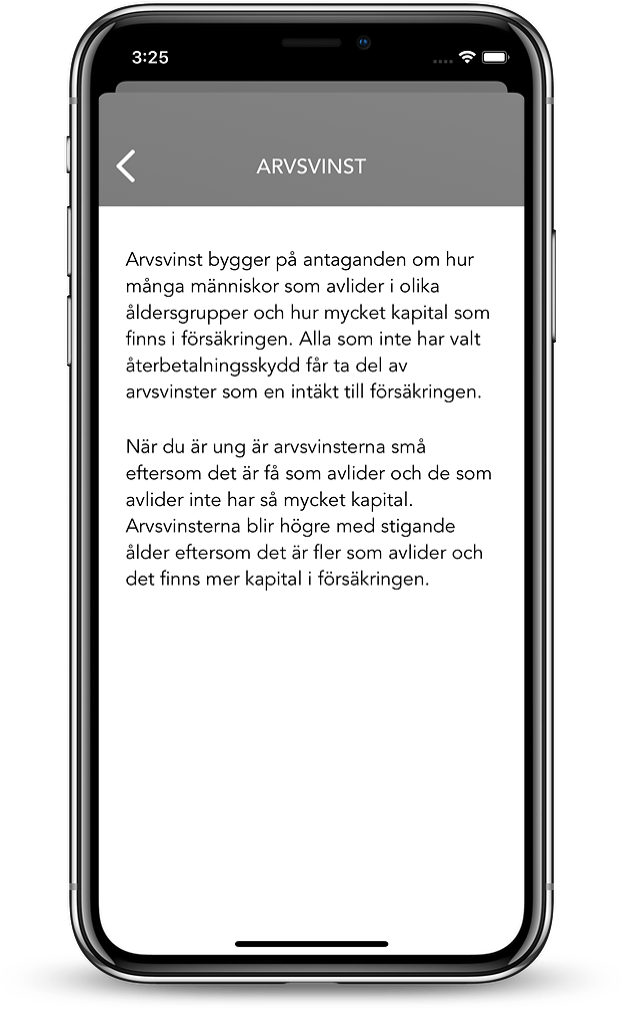 3:25
ARVSVINST
Arvsvinst bygger på antaganden om hur
många människor som avlider i olika
åldersgrupper och hur mycket kapital som
finns i försäkringen. Alla som inte har valt
återbetalningsskydd får ta del av
arvsvinster som en intäkt till försäkringen.
När du är ung är arvsvinsterna små
eftersom det är få som avlider och de som
avlider inte har så mycket kapital.
Arvsvinsterna blir högre med stigande
ålder eftersom det är fler som avlider och
det finns mer kapital i försäkringen.